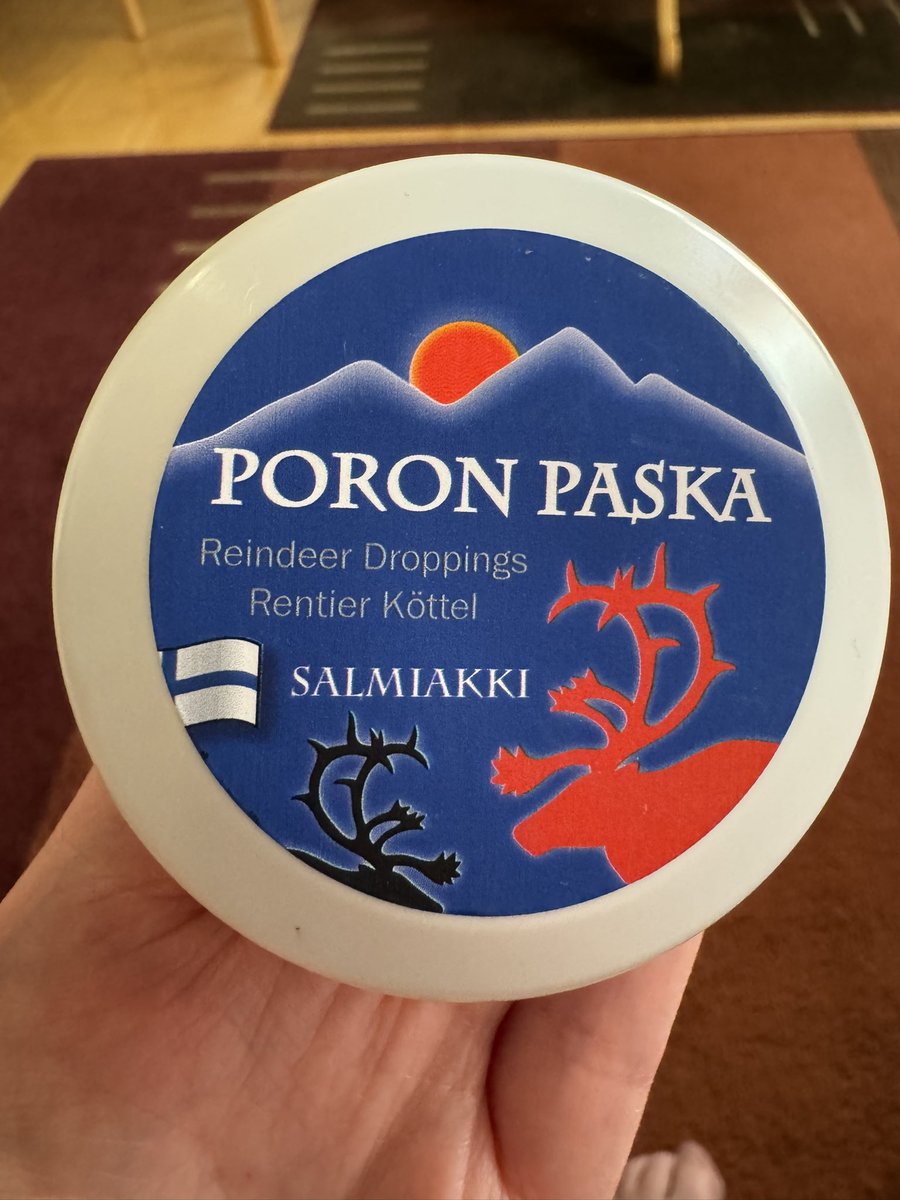 PORON PASKA
Reindeer Droppings
Rentier Köttel
SALMIAKKI